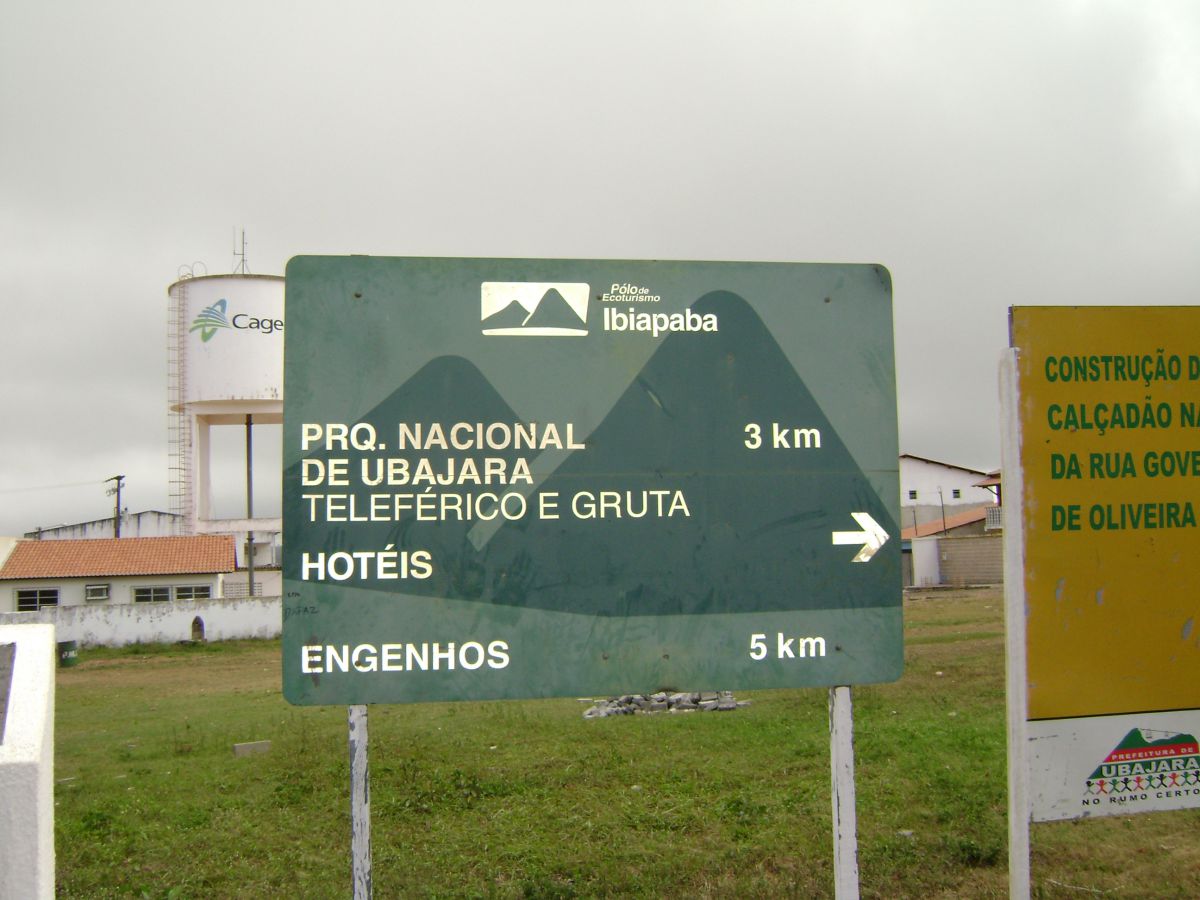 Cage
Pólo de
Ecoturismo
Ibiapaba
PRQ. NACIONAL 3 km
DE UBAJARA
TELEFÉRICO E GRUTA
HOTÉIS
ENGENHOS 5 km
CONSTRUÇÃO D
CALÇADÃO NA
DA RUA GOVE
DE OLIVEIRA
PREFEITURA DE
UBAJARA
NO RUMO CERTO